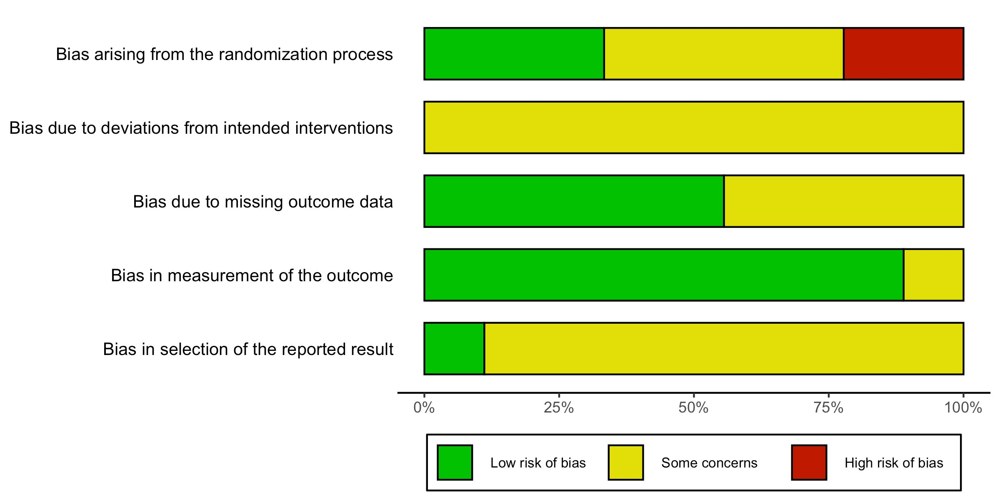 Bias arising from the randomization process
Bias due to deviations from intended interventions
Bias due to missing outcome data
Bias in measurement of the outcome
Bias in selection of the reported result
0% 25% 50% 75% 100%
Low risk of bias Some concerns High risk of bias